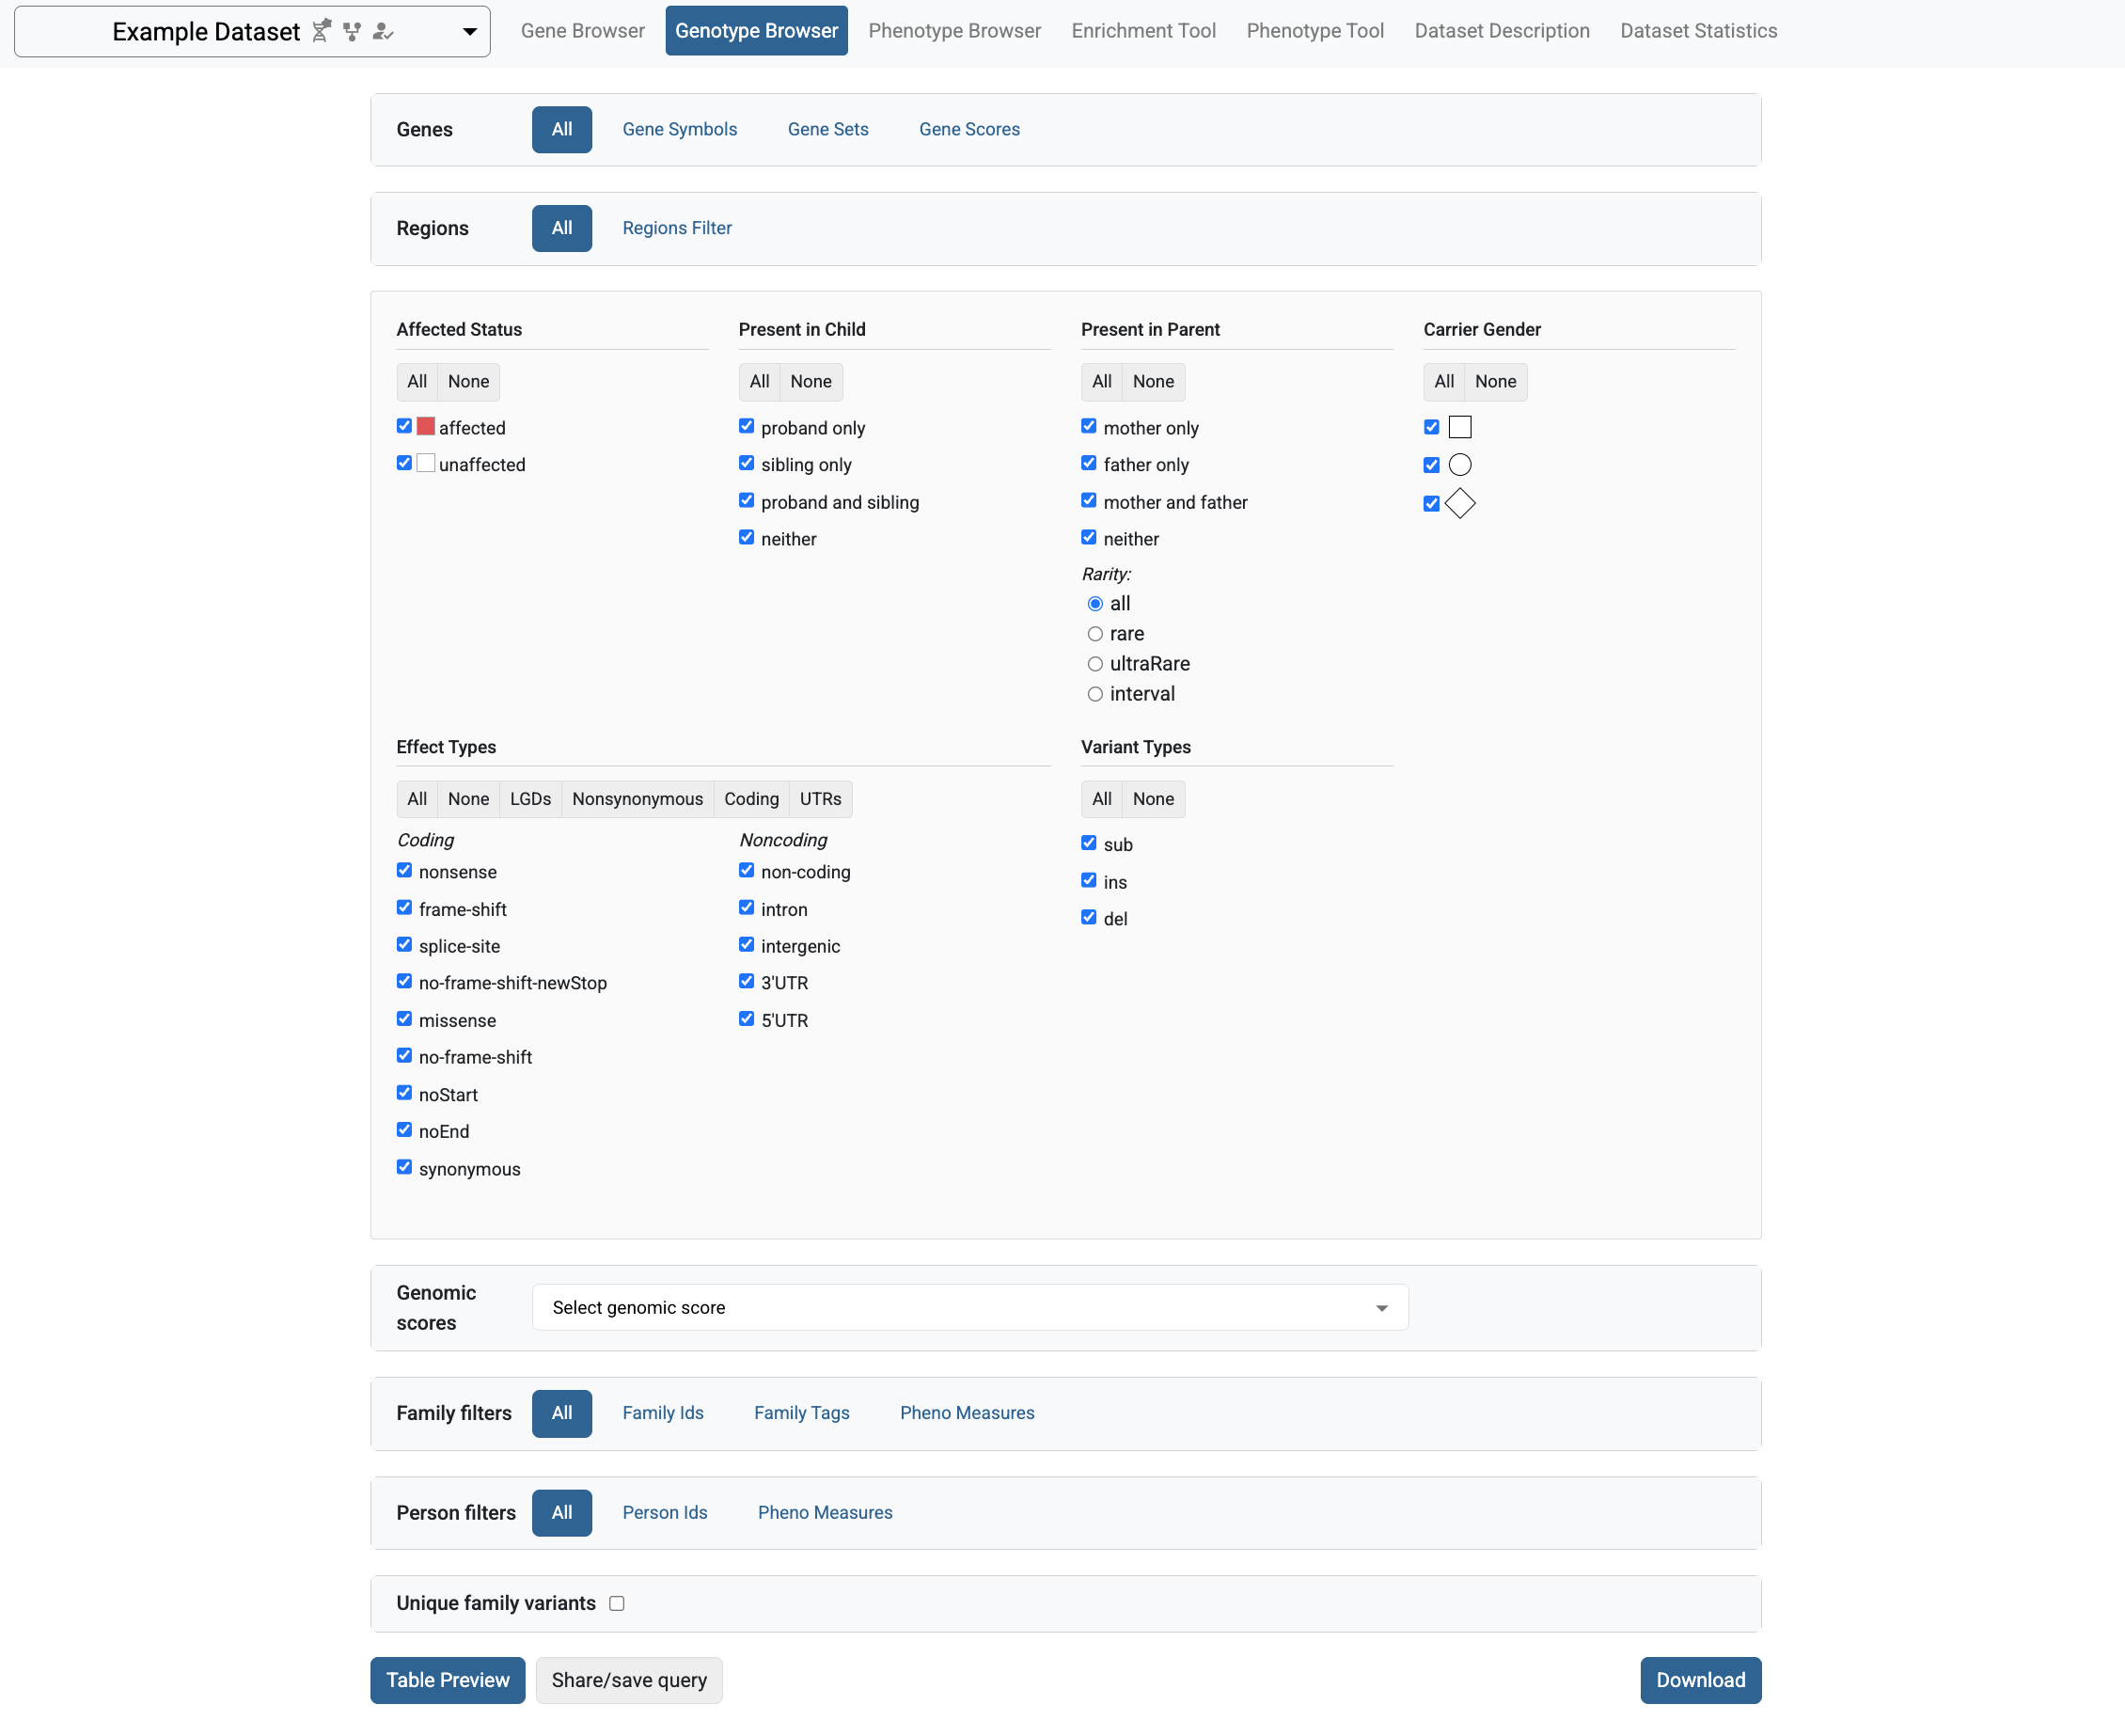 Example Dataset
Gene Browser Genotype Browser Phenotype Browser Enrichment Tool Phenotype Tool Dataset Description Dataset Statistics
Genes All Gene Symbols Gene Sets Gene Scores
Regions All Regions Filter
Affected Status Present in Child Present in Parent Carrier Gender
All None All None All None All None
affected proband only mother only
unaffected sibling only father only
proband and sibling mother and father
neither neither
Rarity:
all
rare
ultraRare
interval
Effect Types Variant Types
All None LGDs Nonsynonymous Coding UTRs All None
Coding Noncoding
nonsense non-coding sub
frame-shift intron ins
splice-site intergenic del
no-frame-shift-newStop 3'UTR
missense 5'UTR
no-frame-shift
noStart
noEnd
synonymous
Genomic
scores
Select genomic score
Family filters All Family Ids Family Tags Pheno Measures
Person filters All Person Ids Pheno Measures
Unique family variants
Table Preview Share/save query Download